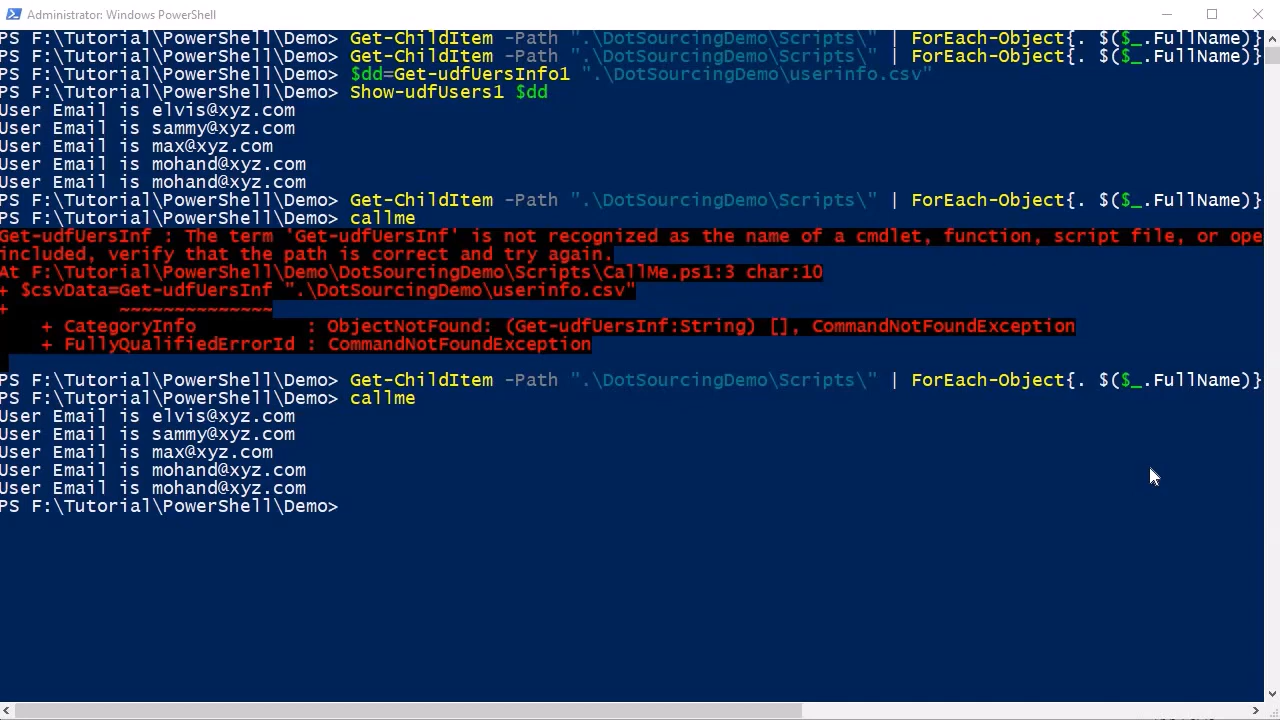 Administrator: Windows PowerShell
PS F:\Tutorial\PowerShell\Demo> Get-ChildItem -Path ".\DotSourcingDemo\Scripts\" | ForEach-Object{. $($_.FullName)}
PS F:\Tutorial\PowerShell\Demo> Get-ChildItem -Path ".\DotSourcingDemo\Scripts\" | ForEach-Object{. $($_.FullName)}
PS F:\Tutorial\PowerShell\Demo> $dd=Get-udfUersInfo1 ".\DotSourcingDemo\userinfo.csv"
PS F:\Tutorial\PowerShell\Demo> Show-udfUsers1 $dd
User Email is elvis@xyz.com
User Email is sammy@xyz.com
User Email is max@xyz.com
User Email is mohand@xyz.com
User Email is mohand@xyz.com
PS F:\Tutorial\PowerShell\Demo> Get-ChildItem -Path ".\DotSourcingDemo\Scripts\" | ForEach-Object{. $($_.FullName)}
PS F:\Tutorial\PowerShell\Demo> callme
Get-udfUersInf : The term 'Get-udfUersInf' is not recognized as the name of a cmdlet, function, script file, or ope
included, verify that the path is correct and try again.
At F:\Tutorial\PowerShell\Demo\DotSourcingDemo\Scripts\CallMe.ps1:3 char:10
+ $csvData=Get-udfUersInf ".\DotSourcingDemo\userinfo.csv"
+          ~~~~~~~~~~~~~~
    + CategoryInfo          : ObjectNotFound: (Get-udfUersInf:String) [], CommandNotFoundException
    + FullyQualifiedErrorId : CommandNotFoundException
PS F:\Tutorial\PowerShell\Demo> Get-ChildItem -Path ".\DotSourcingDemo\Scripts\" | ForEach-Object{. $($_.FullName)}
PS F:\Tutorial\PowerShell\Demo> callme
User Email is elvis@xyz.com
User Email is sammy@xyz.com
User Email is max@xyz.com
User Email is mohand@xyz.com
User Email is mohand@xyz.com
PS F:\Tutorial\PowerShell\Demo>